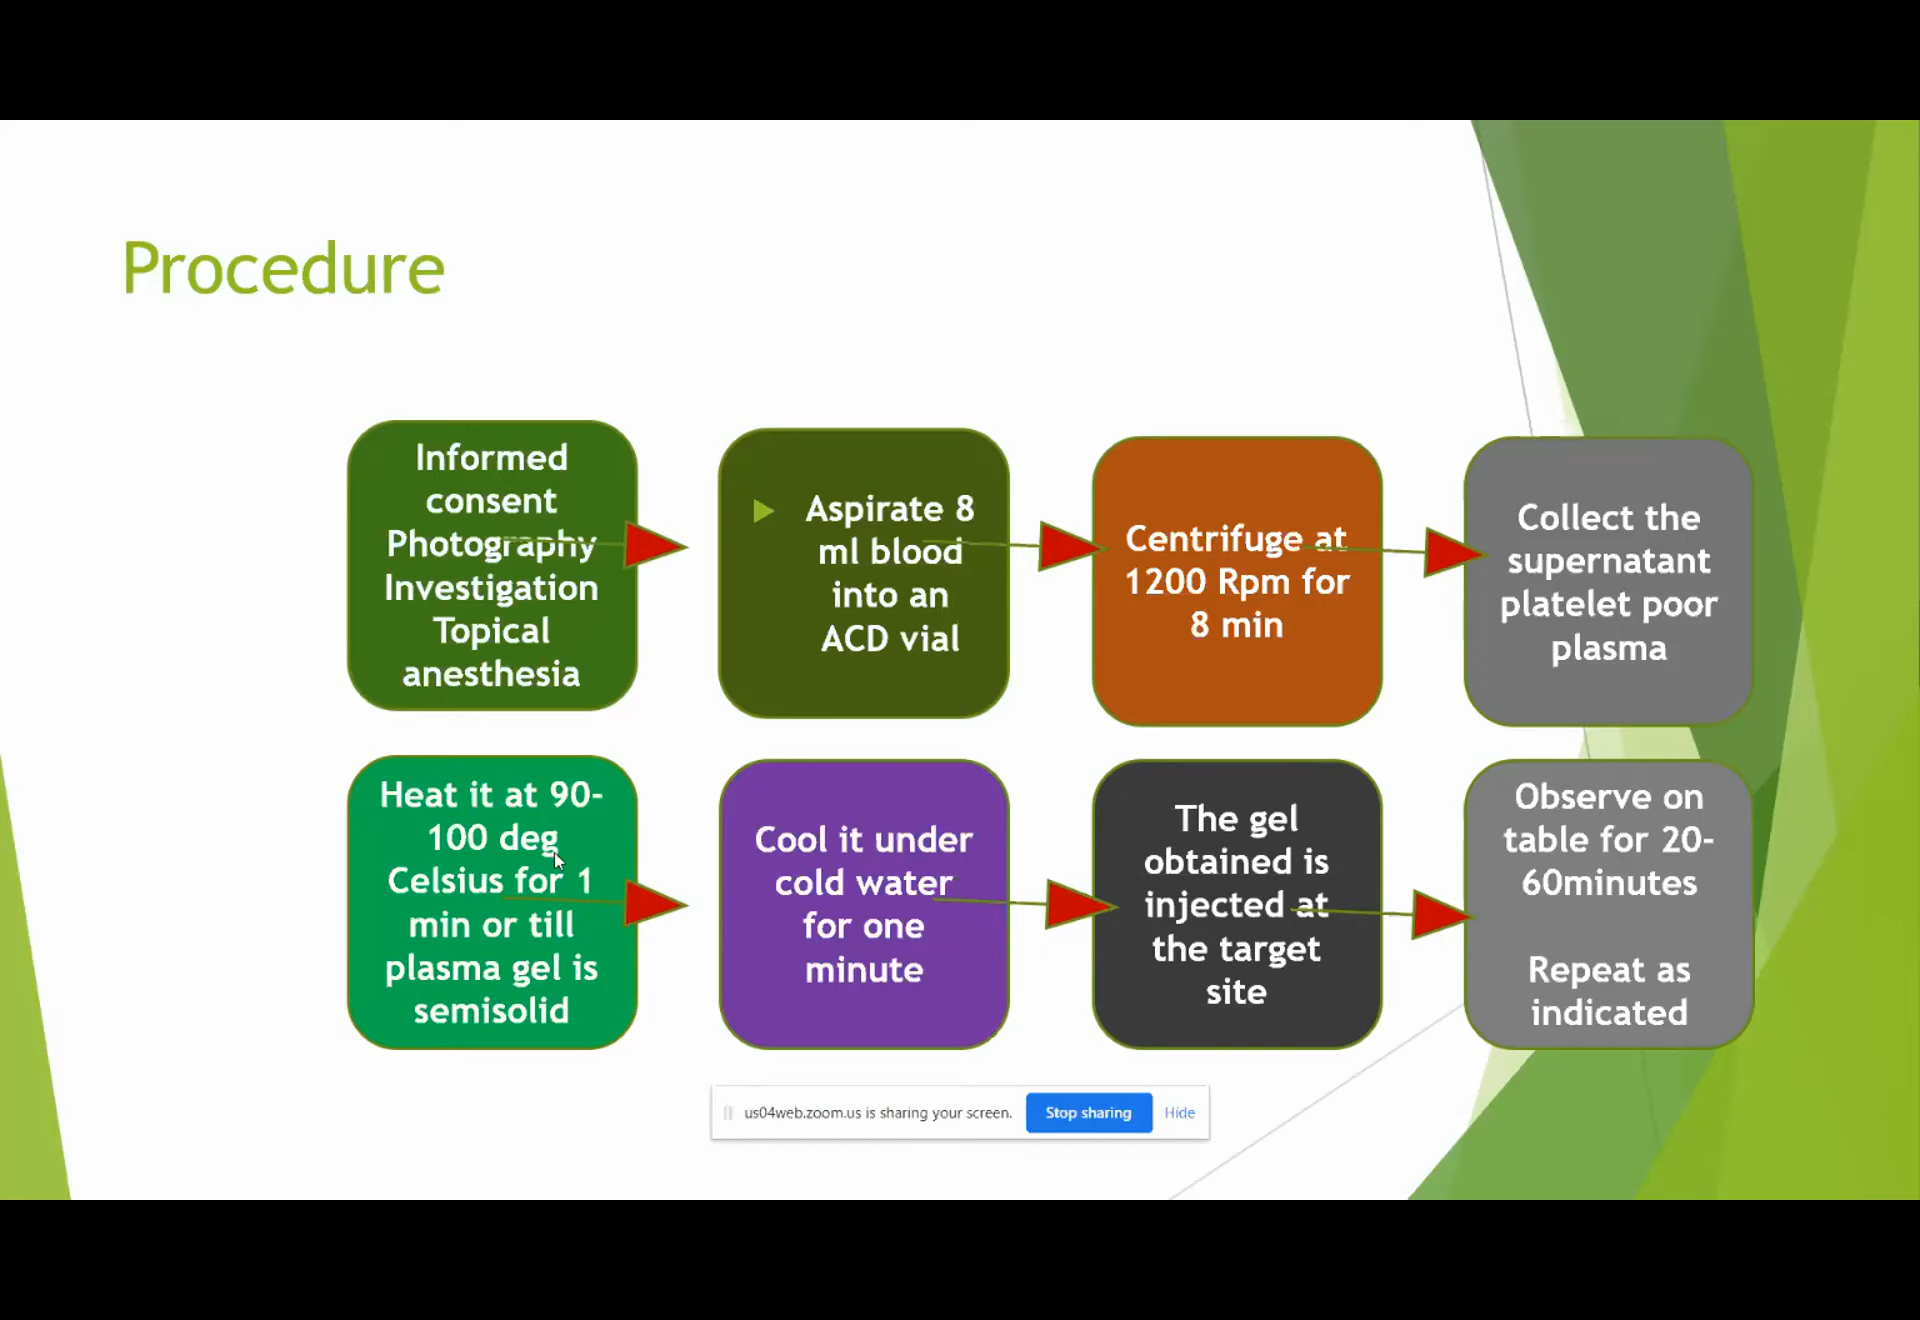 Procedure
Informed
consent
Photography
Investigation
Topical
anesthesia
Aspirate 8
ml blood
into an
ACD vial
Centrifuge at
1200 Rpm for
8 min
Collect the
supernatant
platelet poor
plasma
Heat it at 90-
100 deg
Celsius for 1
min or till
plasma gel is
semisolid
Cool it under
cold water
for one
minute
The gel
obtained is
injected at
the target
site
Observe on
table for 20-
60minutes
Repeat as
indicated
us04web.zoom.us is sharing your screen. Stop sharing Hide